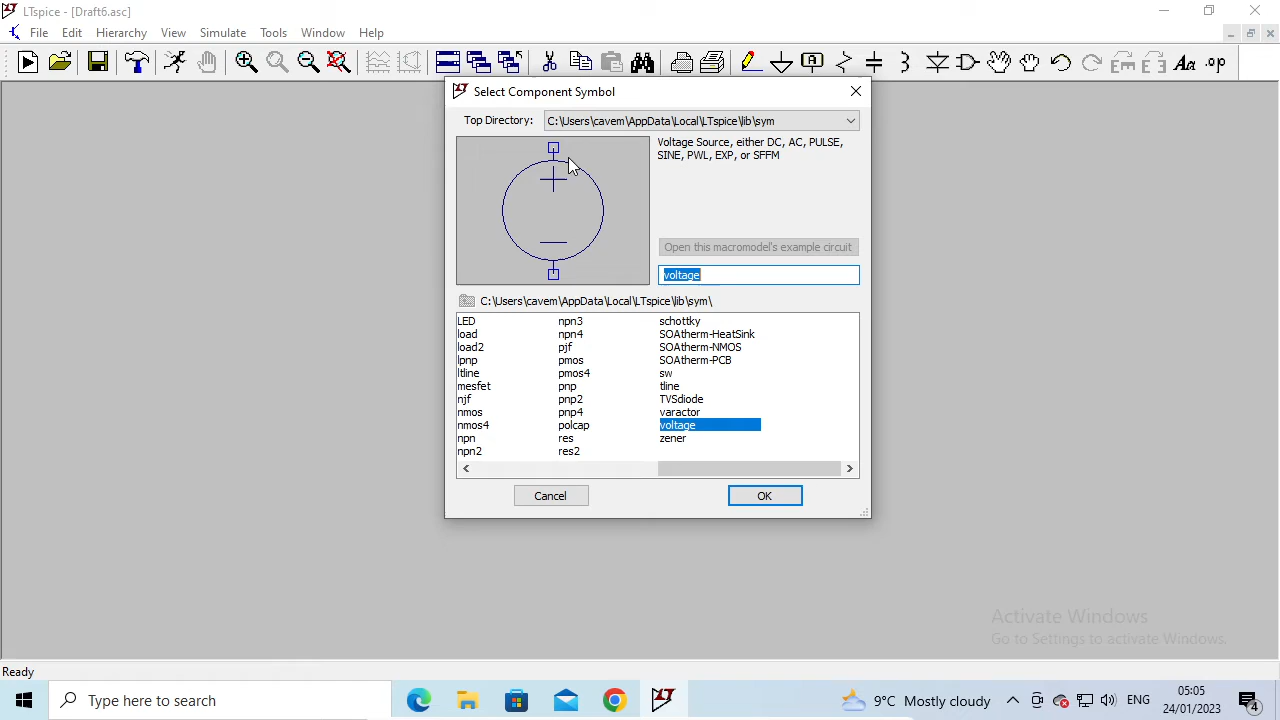 LTspice - [Draft6.asc]
File Edit Hierarchy View Simulate Tools Window Help
.op
Select Component Symbol
Top Directory: C:\Users\cavem\AppData\Local\LTspice\lib\sym
Voltage Source, either DC, AC, PULSE,
SINE, PWL, EXP, or SFFM
Open this macromodel's example circuit
voltage
C:\Users\cavem\AppData\Local\LTspice\lib\sym\
LED npn3 schottky
load npn4 SOAtherm-HeatSink
load2 pjf SOAtherm-NMOS
lpnp pmos SOAtherm-PCB
ltline pmos4 sw
mesfet pnp tline
njf pnp2 TVSdiode
nmos pnp4 varactor
nmos4 polcap voltage
npn res zener
npn2 res2
Cancel OK
Activate Windows
Go to Settings to activate Windows.
Ready
Type here to search
9°C Mostly cloudy
ENG
05:05
24/01/2023
4